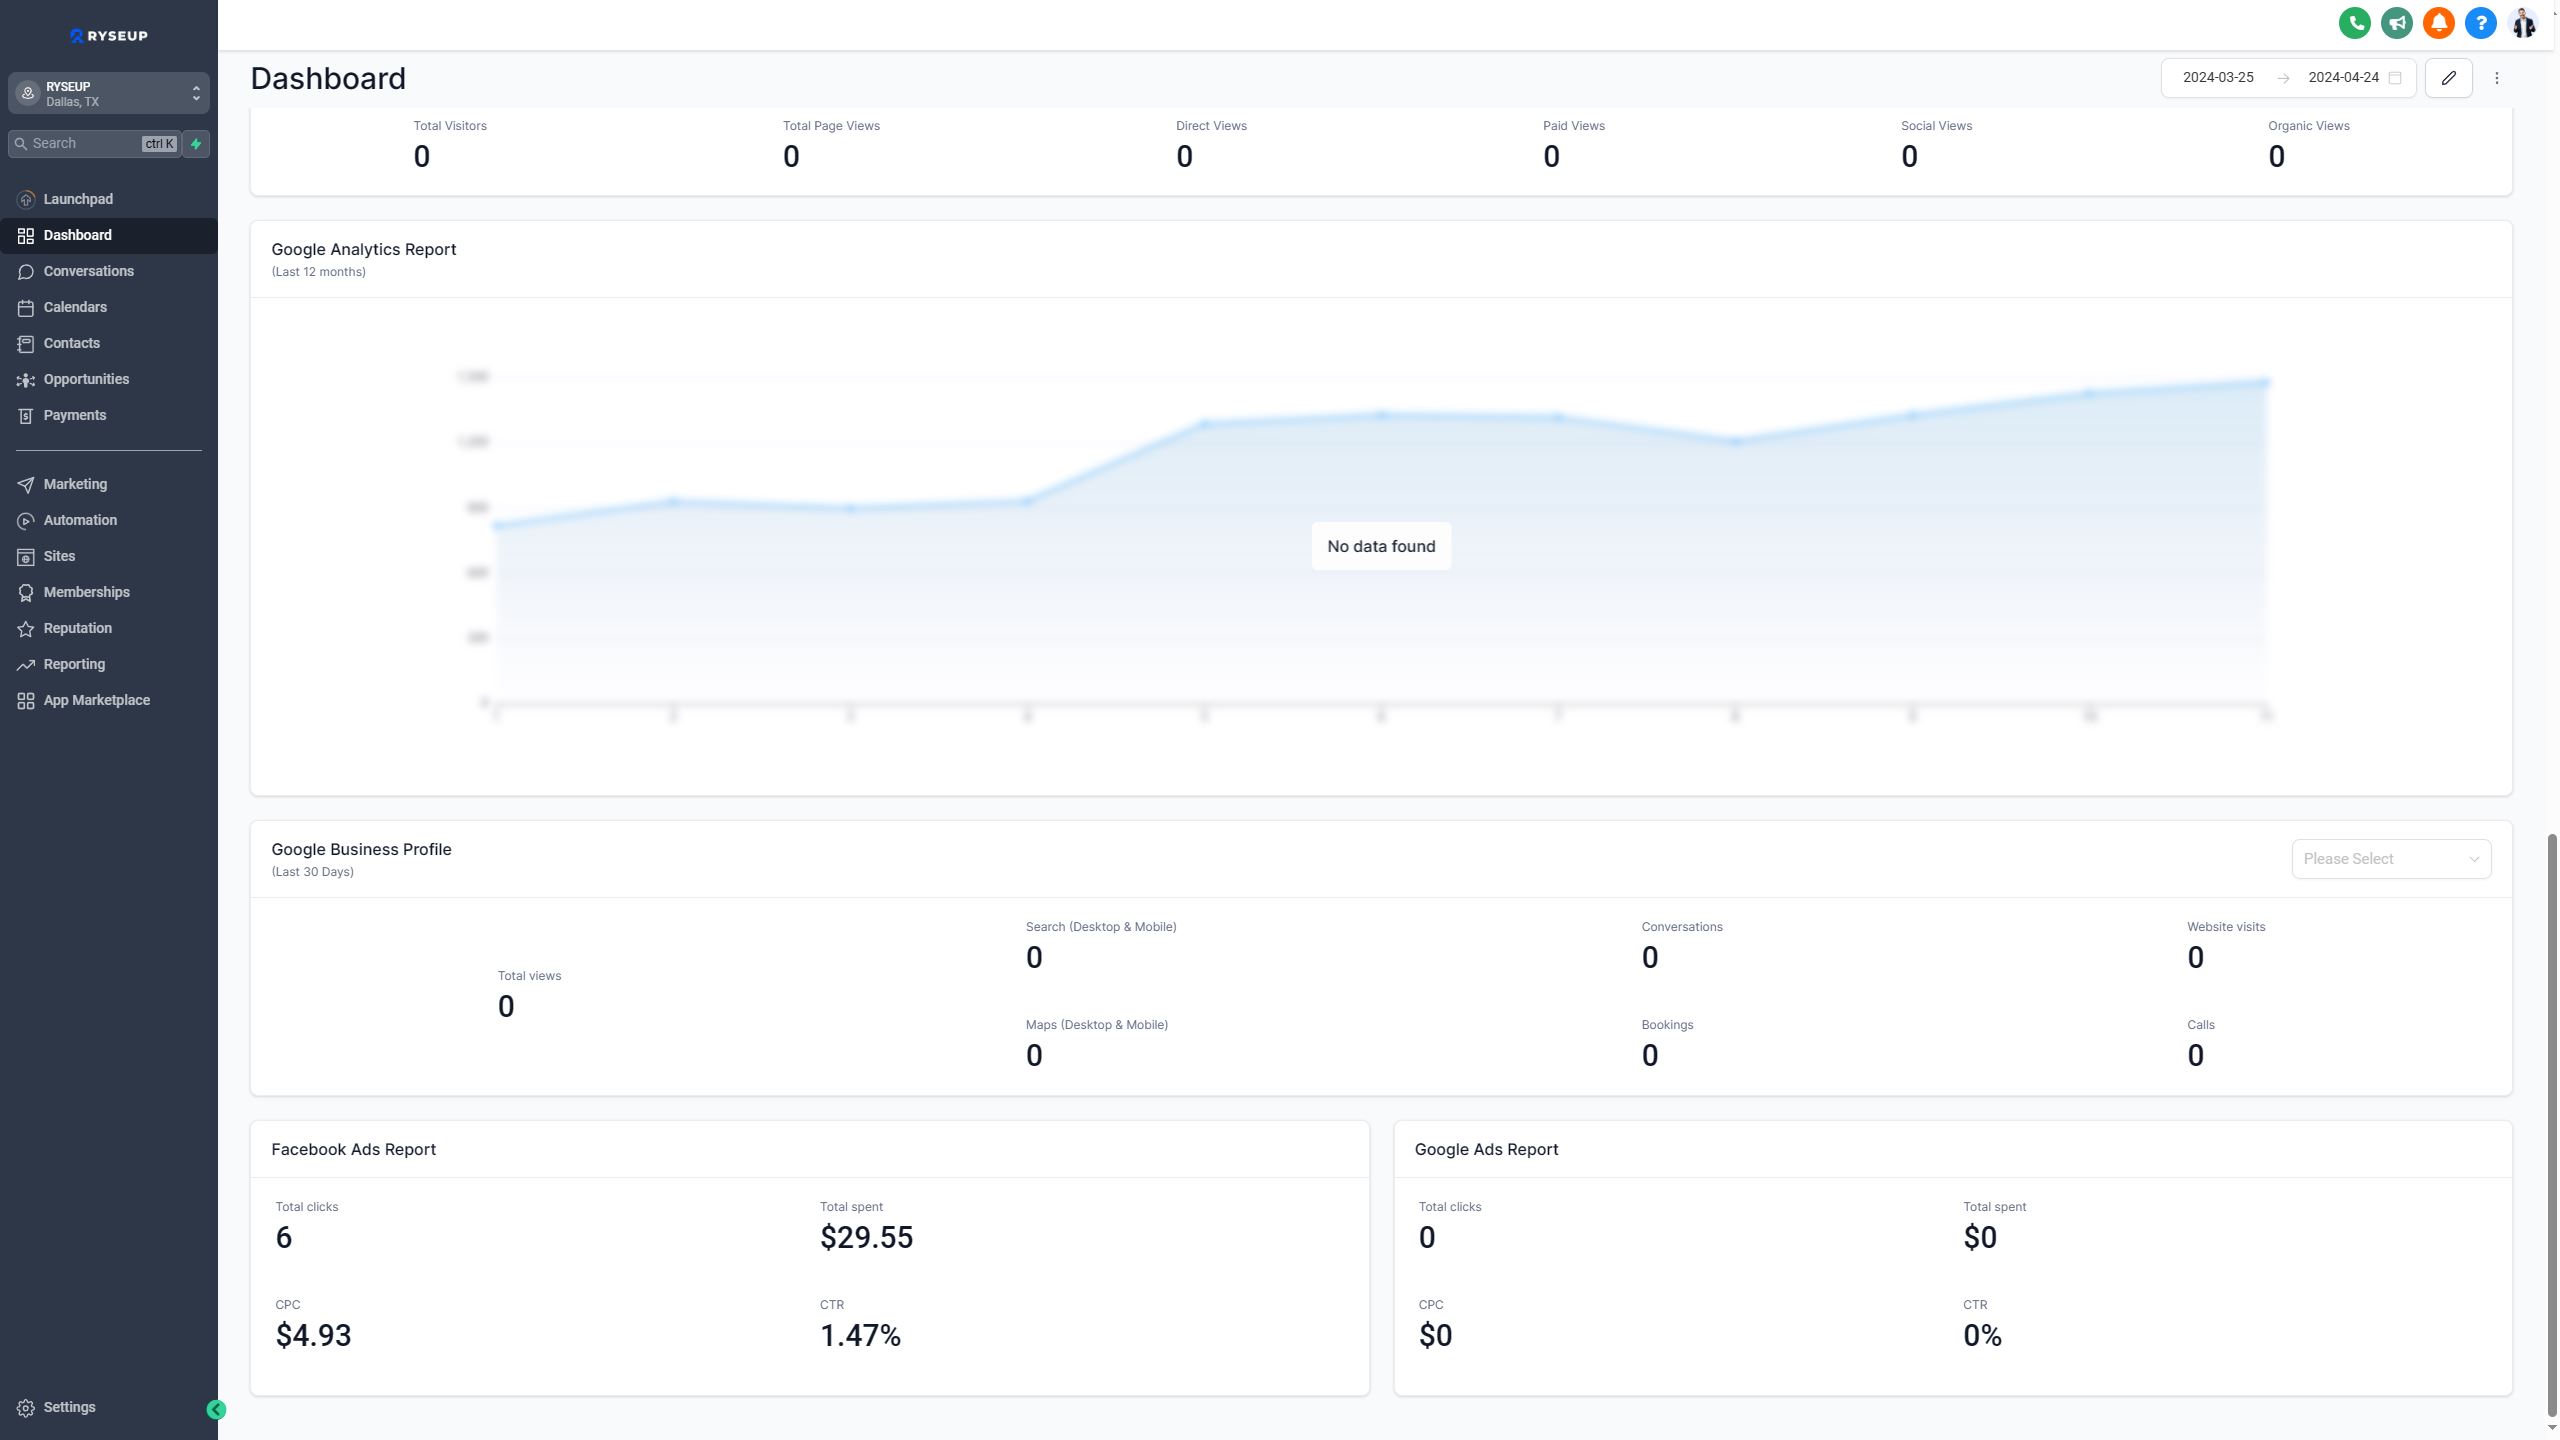 RYSEUP
RYSEUP
Dallas, TX
Search
ctrl K
Launchpad
Dashboard
Conversations
Calendars
Contacts
Opportunities
Payments
Marketing
Automation
Sites
Memberships
Reputation
Reporting
App Marketplace
Settings
Dashboard
2024-03-25 → 2024-04-24
Total Visitors Total Page Views Direct Views Paid Views Social Views Organic Views
0 0 0 0 0 0
Google Analytics Report
(Last 12 months)
No data found
Google Business Profile
(Last 30 Days)
Please Select
Total views
0
Search (Desktop & Mobile) Conversations Website visits
0 0 0
Maps (Desktop & Mobile) Bookings Calls
0 0 0
Facebook Ads Report
Total clicks Total spent
6 $29.55
CPC CTR
$4.93 1.47%
Google Ads Report
Total clicks Total spent
0 $0
CPC CTR
$0 0%